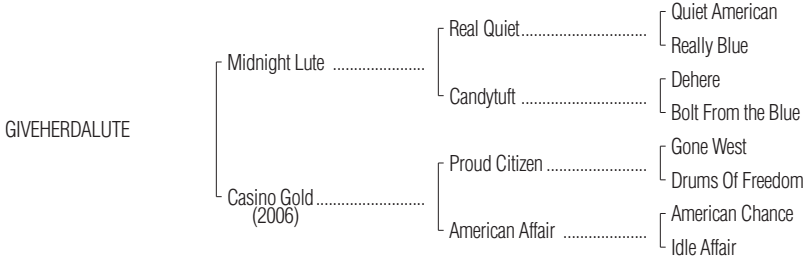 Quiet American
Real Quiet
Really Blue
Midnight Lute
Dehere
Candytuft
Bolt From the Blue
GIVEHERDALUTE
Gone West
Proud Citizen
Drums Of Freedom
Casino Gold
(2006)
American Chance
American Affair
Idle Affair